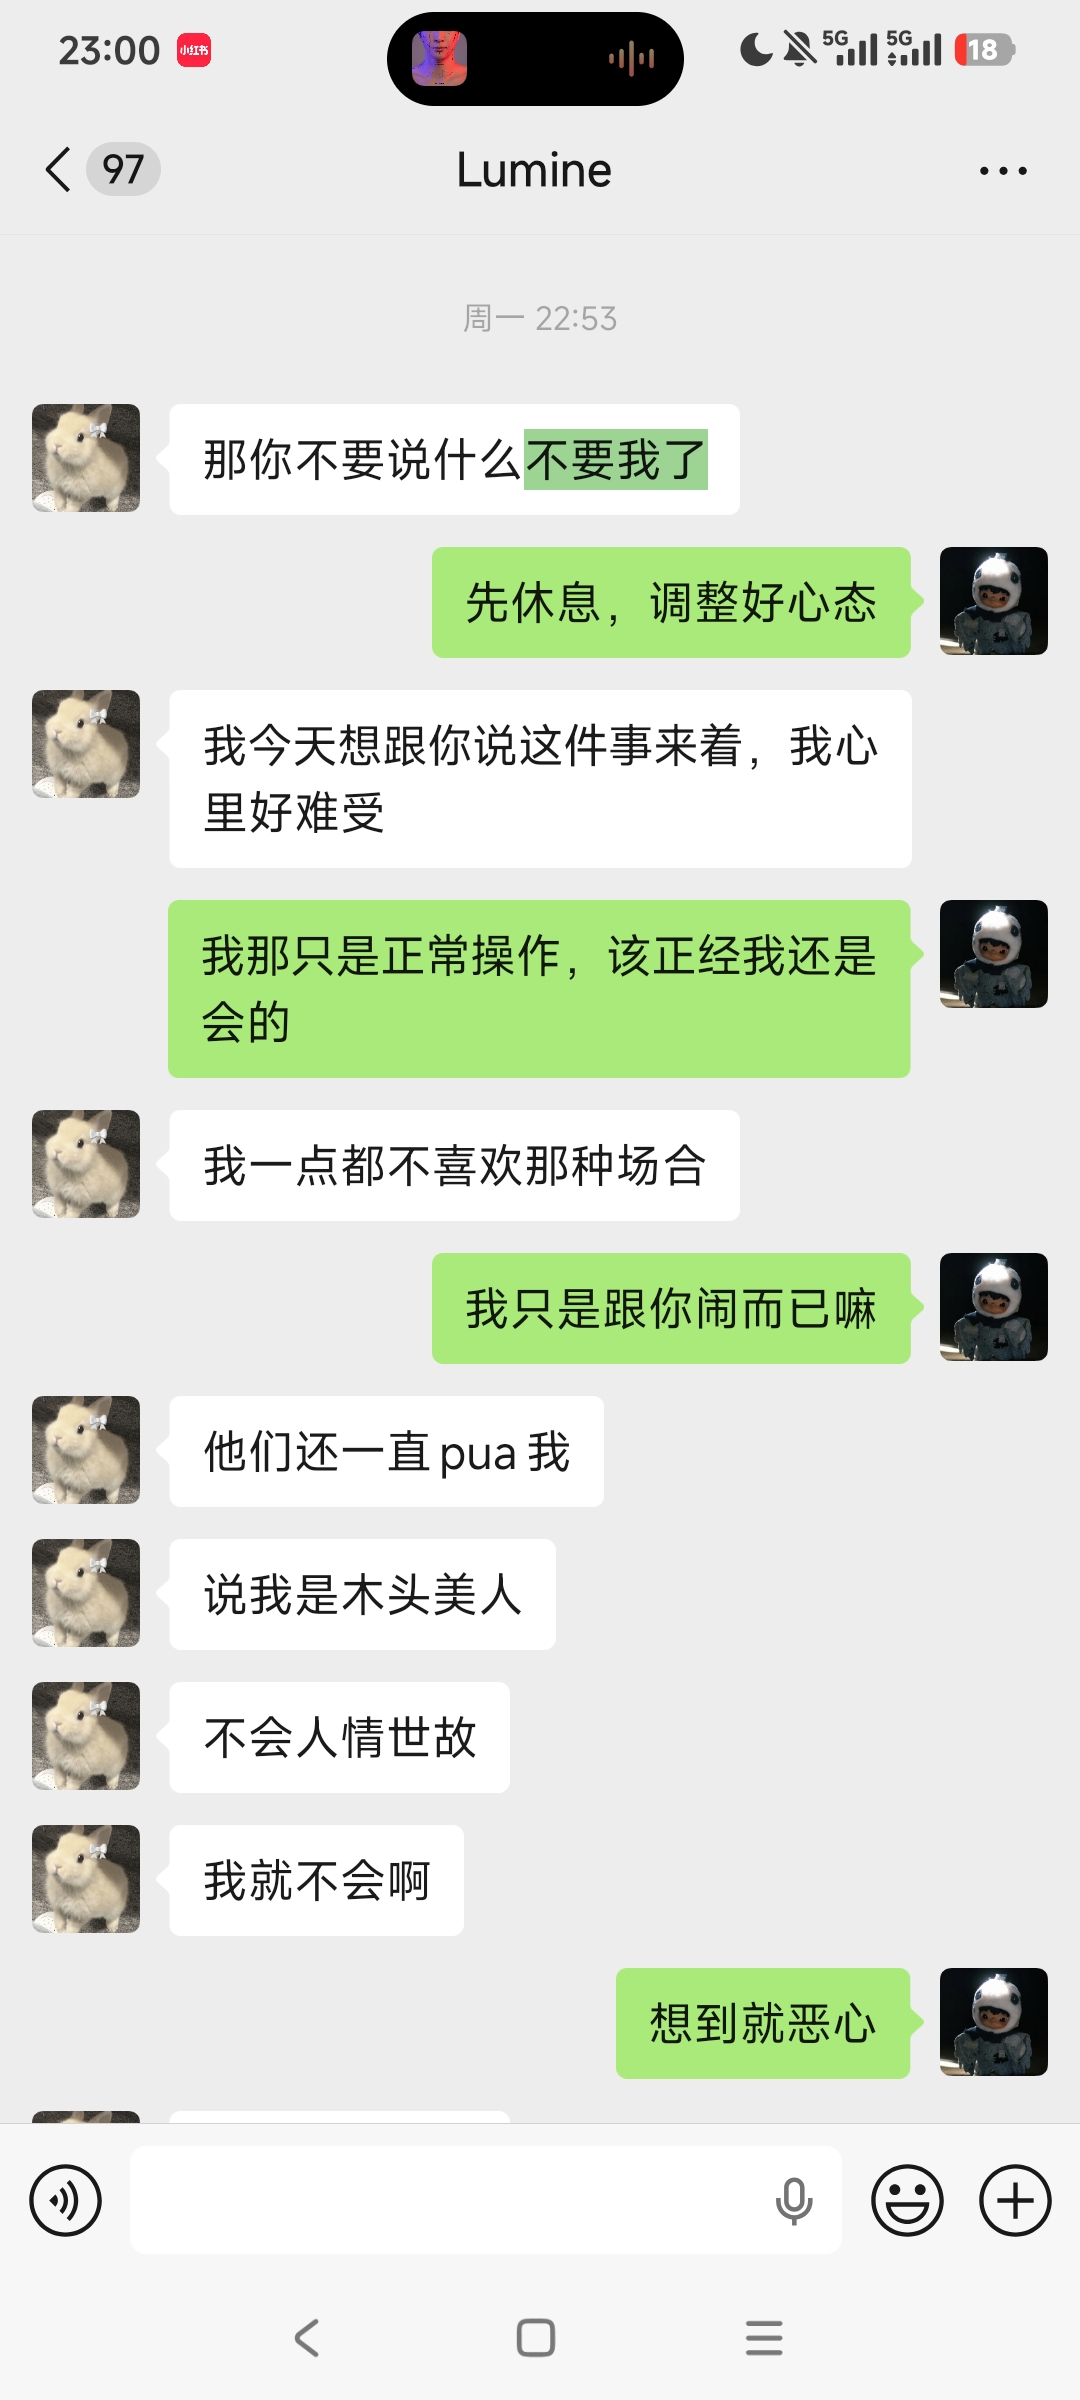 23:00
小红书
5G
5G
18
97
Lumine
周一 22:53
那你不要说什么不要我了
先休息，调整好心态
我今天想跟你说这件事来着，我心
里好难受
我那只是正常操作，该正经我还是
会的
我一点都不喜欢那种场合
我只是跟你闹而已嘛
他们还一直pua我
说我是木头美人
不会人情世故
我就不会啊
想到就恶心